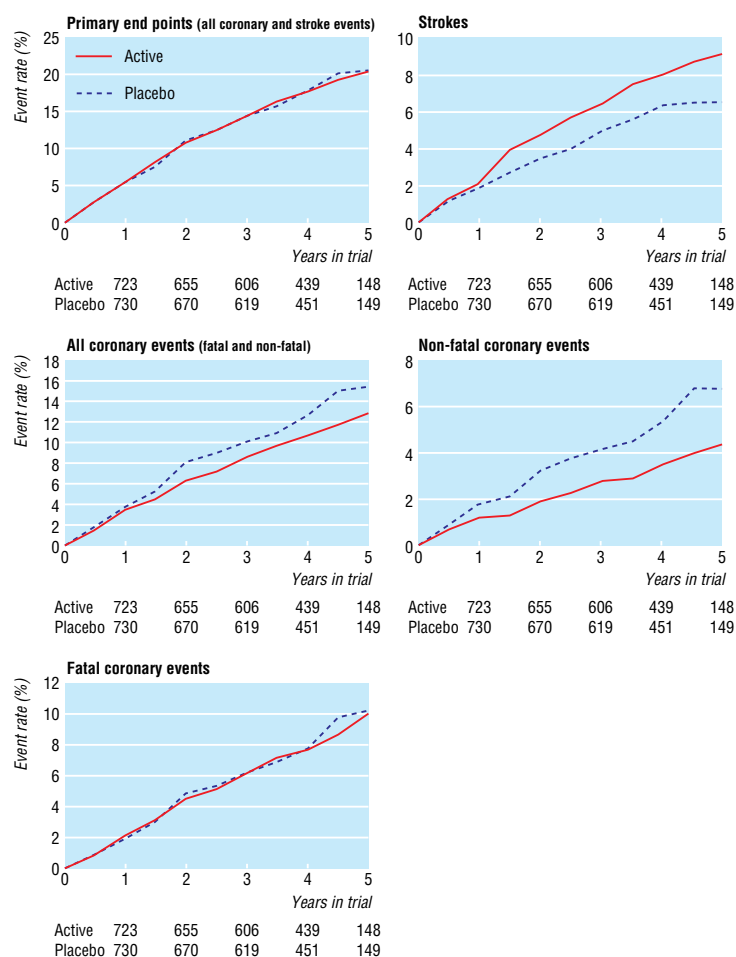 Primary end points (all coronary and stroke events)
Event rate (%)
25
20
15
10
5
0
Active
Placebo
0 1 2 3 4 5
Years in trial
Active 723 655 606 439 148
Placebo 730 670 619 451 149
Strokes
10
8
6
4
2
0
0 1 2 3 4 5
Years in trial
Active 723 655 606 439 148
Placebo 730 670 619 451 149
All coronary events (fatal and non-fatal)
Event rate (%)
18
16
14
12
10
8
6
4
2
0
0 1 2 3 4 5
Years in trial
Active 723 655 606 439 148
Placebo 730 670 619 451 149
Non-fatal coronary events
8
6
4
2
0
0 1 2 3 4 5
Years in trial
Active 723 655 606 439 148
Placebo 730 670 619 451 149
Fatal coronary events
Event rate (%)
12
10
8
6
4
2
0
0 1 2 3 4 5
Years in trial
Active 723 655 606 439 148
Placebo 730 670 619 451 149